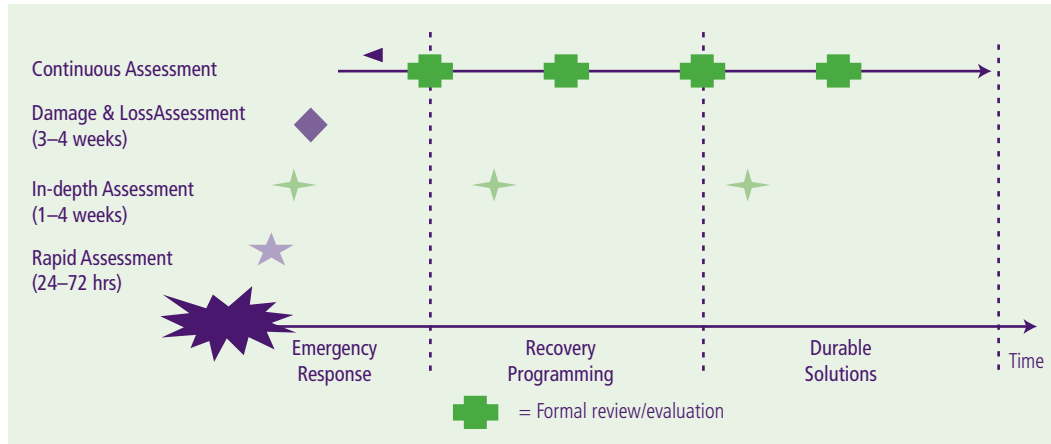 Continuous Assessment
Damage & LossAssessment
(3–4 weeks)
In-depth Assessment
(1–4 weeks)
Rapid Assessment
(24–72 hrs)
Emergency
Response
Recovery
Programming
Durable
Solutions
Time
= Formal review/evaluation